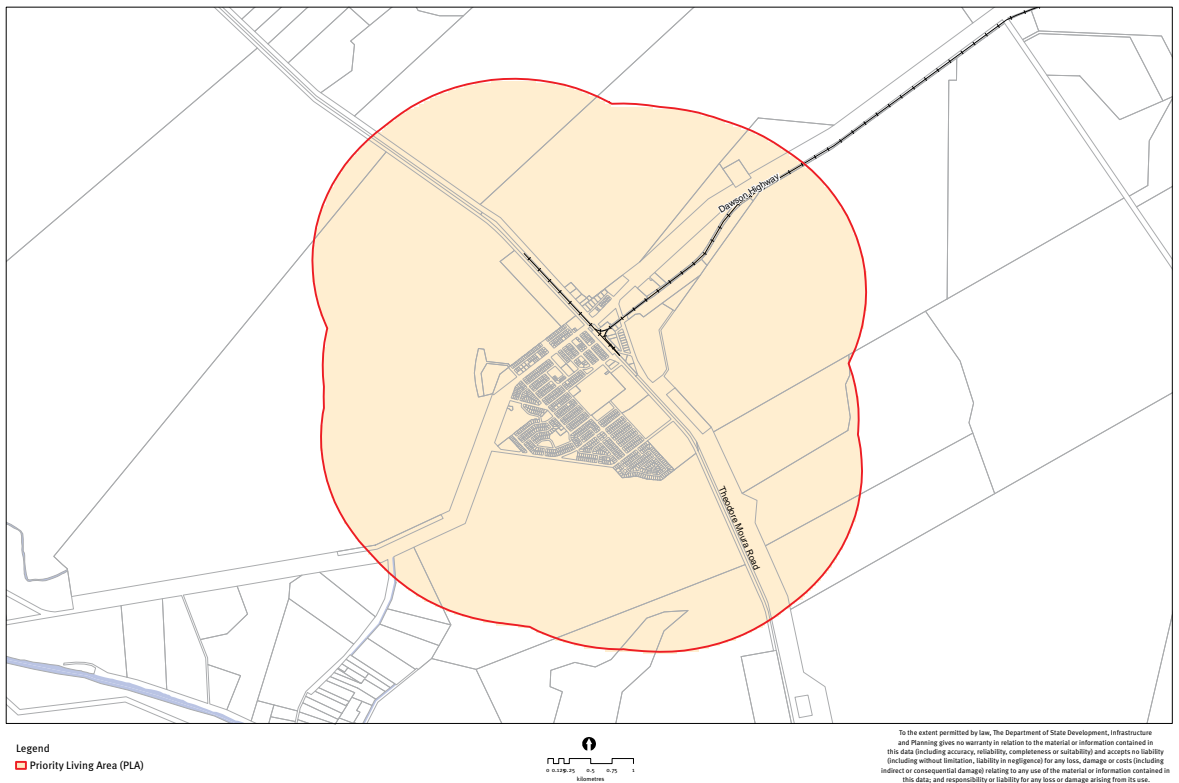 Dawson Highway
Theodore Moura Road
Legend
Priority Living Area (PLA)
0 0.125 0.25 0.5 0.75 1
kilometres
To the extent permitted by law, The Department of State Development, Infrastructure
and Planning gives no warranty in relation to the material or information contained in
this data (including accuracy, reliability, completeness or suitability) and accepts no liability
(including without limitation, liability in negligence) for any loss, damage or costs (including
indirect or consequential damage) relating to any use of the material or information contained in
this data; and responsibility or liability for any loss or damage arising from its use.